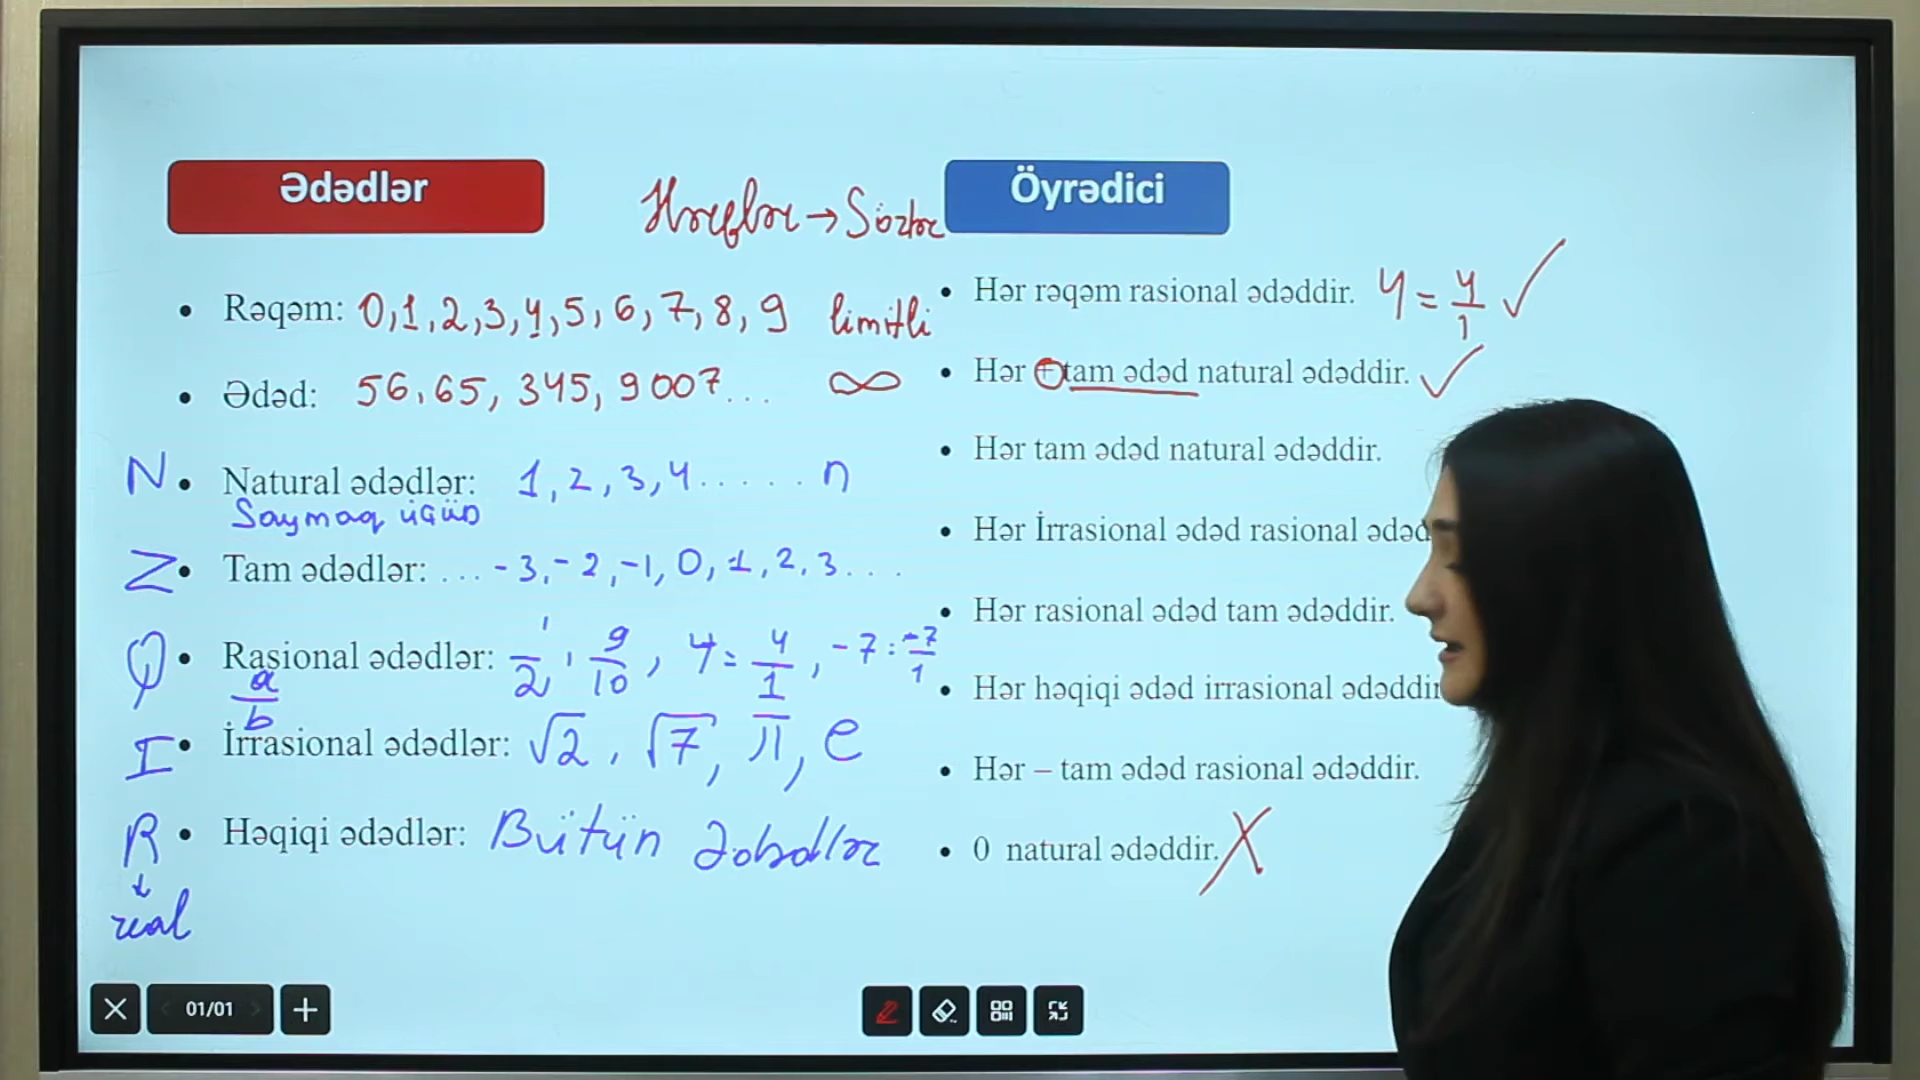 Ədədlər
Hərflər → Sözlər
• Rəqəm: 0,1,2,3,4,5,6,7,8,9 limitli
• Ədəd: 56,65, 345, 9007... ∞
N • Natural ədədlər: 1,2,3,4..... n
Saymaq üçün
Z • Tam ədədlər: ... -3,-2,-1,0,1,2,3...
Q • Rasional ədədlər: 1/2, 9/10, 4=4/1, -7:-7/1
a/b
I • İrrasional ədədlər: √2, √7, π, e
R • Həqiqi ədədlər: Bütün Ədədlər
↓
real
Öyrədici
• Hər rəqəm rasional ədəddir. 4=4/1 ✓
• Hər + tam ədəd natural ədəddir. ✓
• Hər tam ədəd natural ədəddir.
• Hər İrrasional ədəd rasional ədəd
• Hər rasional ədəd tam ədəddir.
• Hər həqiqi ədəd irrasional ədəddir
• Hər – tam ədəd rasional ədəddir.
• 0 natural ədəddir. X
01/01